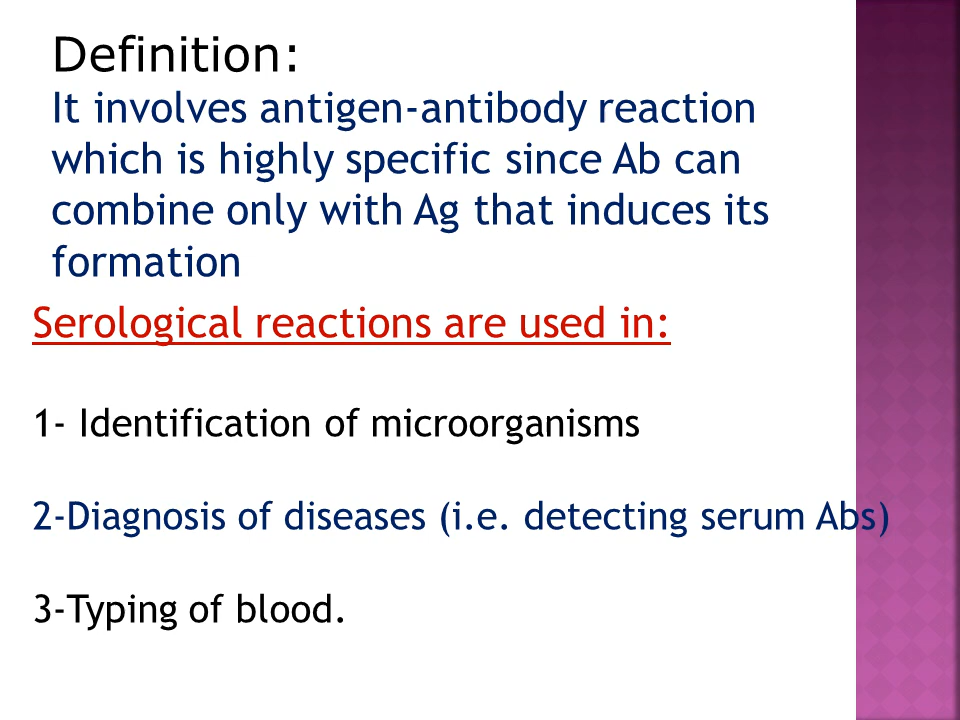 Definition:
It involves antigen-antibody reaction
which is highly specific since Ab can
combine only with Ag that induces its
formation
Serological reactions are used in:
1- Identification of microorganisms
2-Diagnosis of diseases (i.e. detecting serum Abs)
3-Typing of blood.